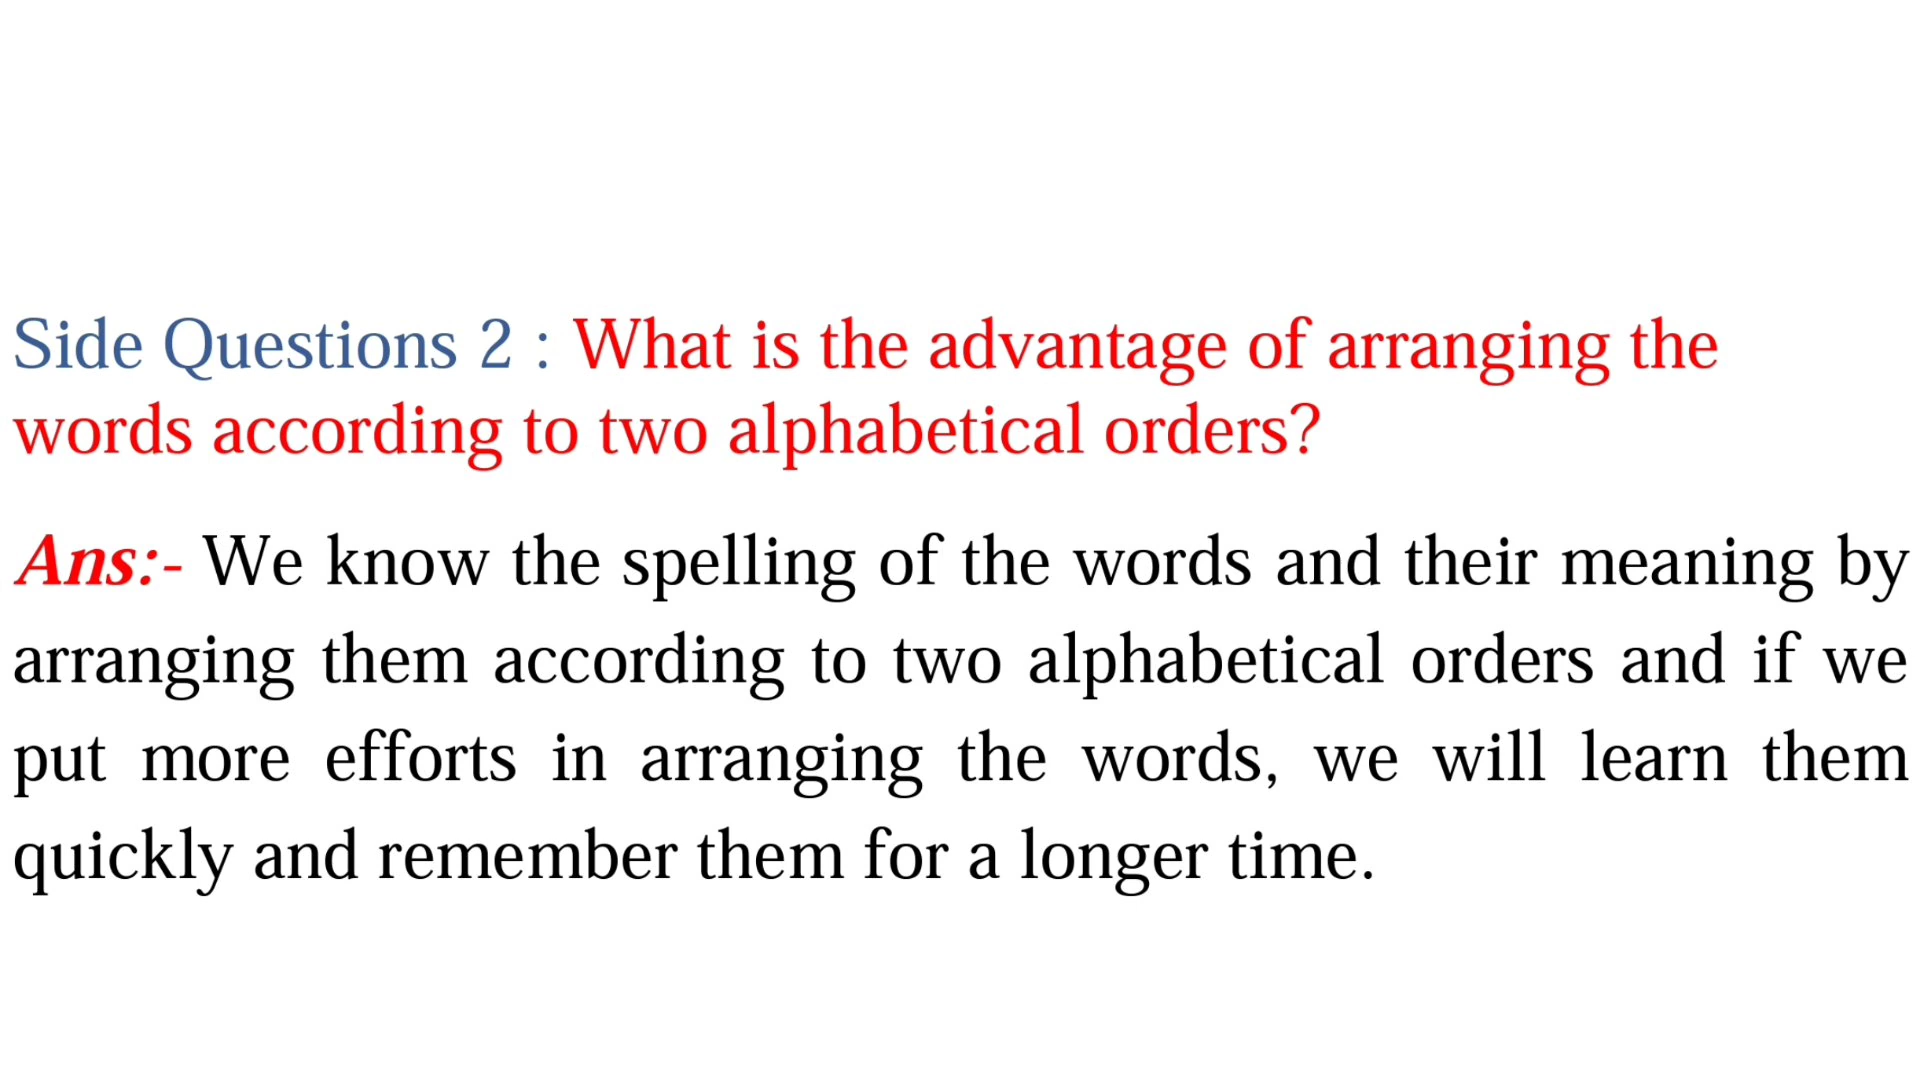 Side Questions 2 : What is the advantage of arranging the
words according to two alphabetical orders?
Ans:- We know the spelling of the words and their meaning by
arranging them according to two alphabetical orders and if we
put more efforts in arranging the words, we will learn them
quickly and remember them for a longer time.